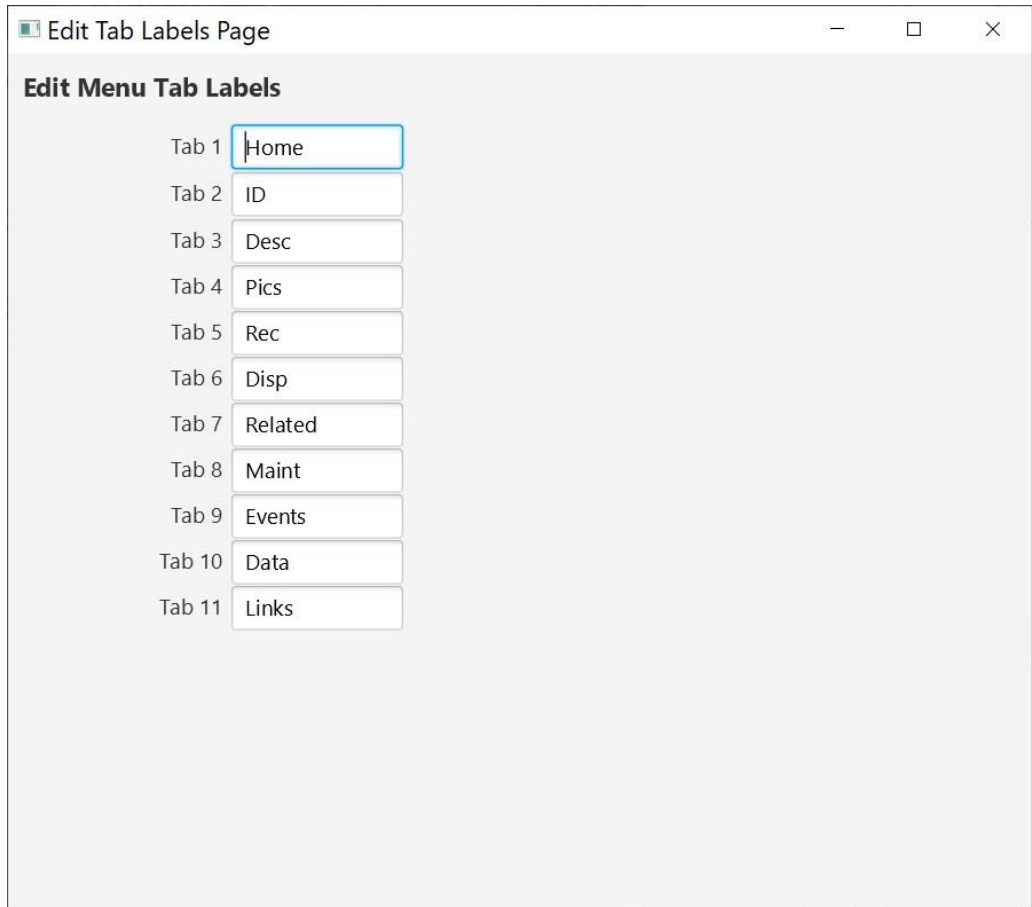 Edit Tab Labels Page
Edit Menu Tab Labels
Tab 1 Home
Tab 2 ID
Tab 3 Desc
Tab 4 Pics
Tab 5 Rec
Tab 6 Disp
Tab 7 Related
Tab 8 Maint
Tab 9 Events
Tab 10 Data
Tab 11 Links